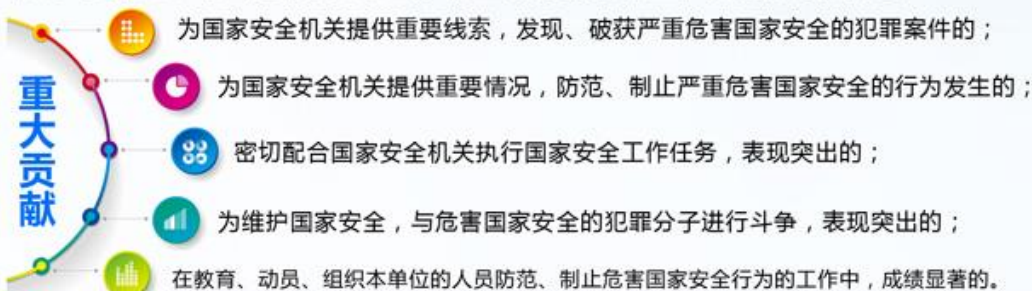 为国家安全机关提供重要线索，发现、破获严重危害国家安全的犯罪案件的；
为国家安全机关提供重要情况，防范、制止严重危害国家安全的行为发生的；
重大贡献
密切配合国家安全机关执行国家安全工作任务，表现突出的；
为维护国家安全，与危害国家安全的犯罪分子进行斗争，表现突出的；
在教育、动员、组织本单位的人员防范、制止危害国家安全行为的工作中，成绩显著的。